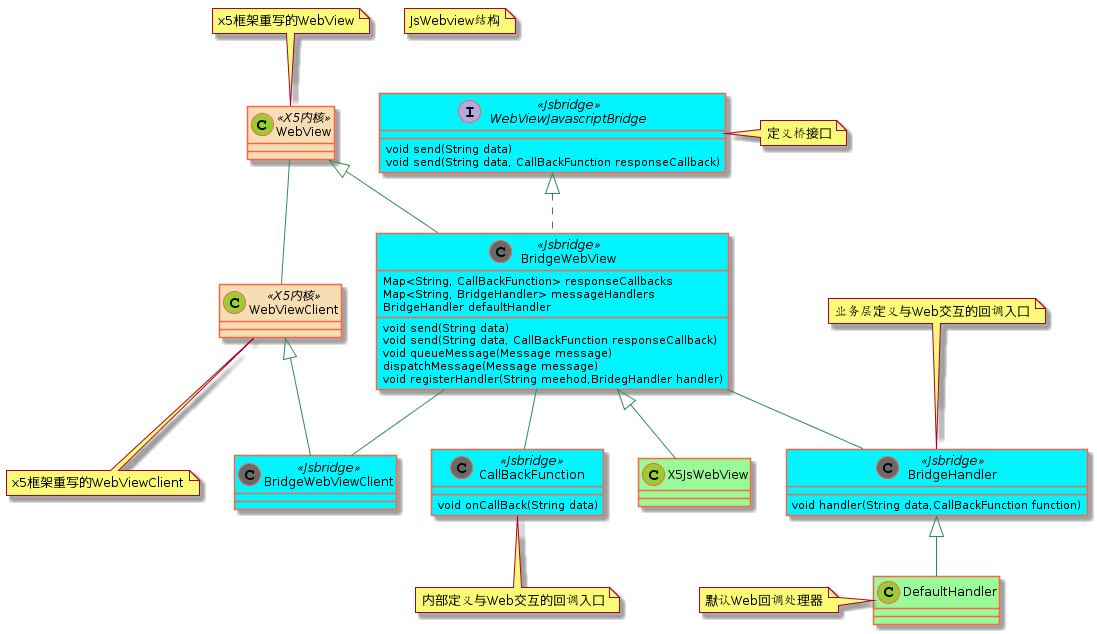 x5框架重写的WebView
JsWebview结构
«X5内核»
C
WebView
«Jsbridge»
I
WebViewJavascriptBridge
void send(String data)
void send(String data, CallBackFunction responseCallback)
定义桥接口
«Jsbridge»
C
BridgeWebView
Map<String, CallBackFunction> responseCallbacks
Map<String, BridgeHandler> messageHandlers
BridgeHandler defaultHandler
void send(String data)
void send(String data, CallBackFunction responseCallback)
void queueMessage(Message message)
dispatchMessage(Message message)
void registerHandler(String meehod,BridegHandler handler)
«X5内核»
C
WebViewClient
业务层定义与Web交互的回调入口
x5框架重写的WebViewClient
«Jsbridge»
C
BridgeWebViewClient
«Jsbridge»
C
CallBackFunction
void onCallBack(String data)
C
X5JsWebView
«Jsbridge»
C
BridgeHandler
void handler(String data,CallBackFunction function)
内部定义与Web交互的回调入口
默认Web回调处理器
C
DefaultHandler